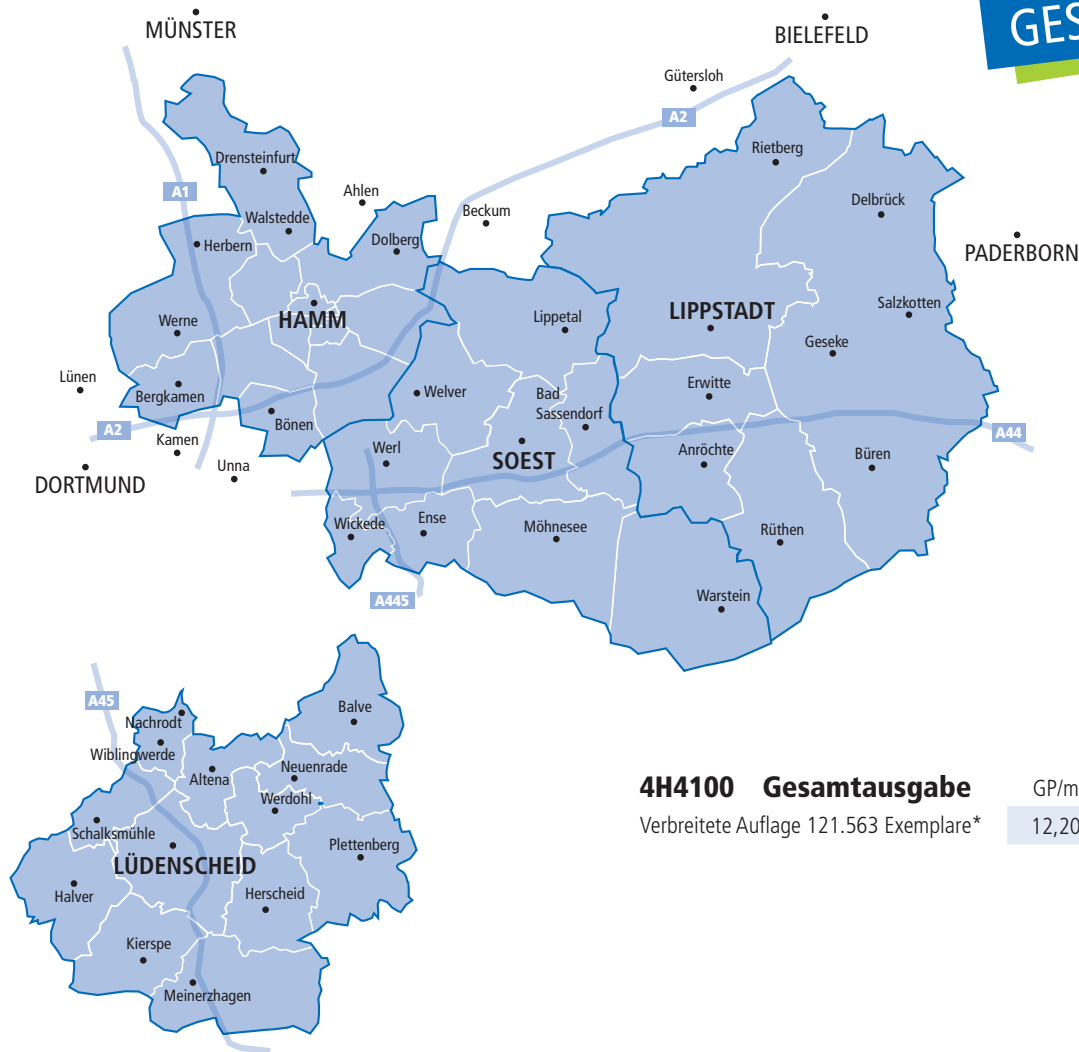 MÜNSTER
BIELEFELD
GES
Gütersloh
A2
Rietberg
Drensteinfurt
A1
Ahlen
Delbrück
Walstedde
Beckum
Herbern
Dolberg
PADERBORN
Salzkotten
Lippetal
LIPPSTADT
HAMM
Werne
Geseke
Lünen
Bergkamen
Welver
Erwitte
Bad
Sassendorf
Bönen
A2
Kamen
A44
Werl
SOEST
Anröchte
Büren
Unna
DORTMUND
Wickede
Ense
Möhnesee
Rüthen
Warstein
A445
A45
Balve
Nachrodt
Wiblingwerde
Altena
Neuenrade
Werdohl
Schalksmühle
Plettenberg
LÜDENSCHEID
Halver
Herscheid
Kierspe
Meinerzhagen
4H4100 Gesamtausgabe GP/m
Verbreitete Auflage 121.563 Exemplare* 12,20